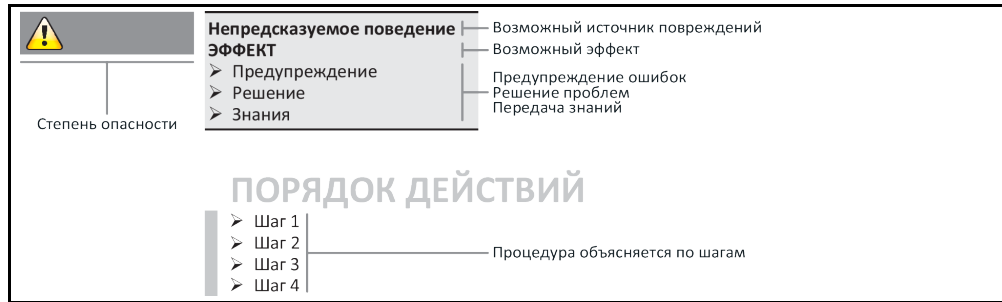 Непредсказуемое поведение
ЭФФЕКТ
➢ Предупреждение
➢ Решение
➢ Знания
Возможный источник повреждений
Возможный эффект
Предупреждение ошибок
Решение проблем
Передача знаний
Степень опасности
ПОРЯДОК ДЕЙСТВИЙ
➢ Шаг 1
➢ Шаг 2
➢ Шаг 3
➢ Шаг 4
Процедура объясняется по шагам